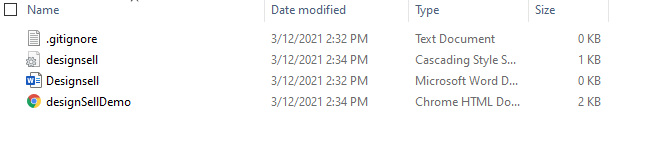 Name Date modified Type Size
.gitignore 3/12/2021 2:32 PM Text Document 0 KB
designsell 3/12/2021 2:34 PM Cascading Style S... 1 KB
Designsell 3/12/2021 2:32 PM Microsoft Word D... 0 KB
designSellDemo 3/12/2021 2:34 PM Chrome HTML Do... 2 KB